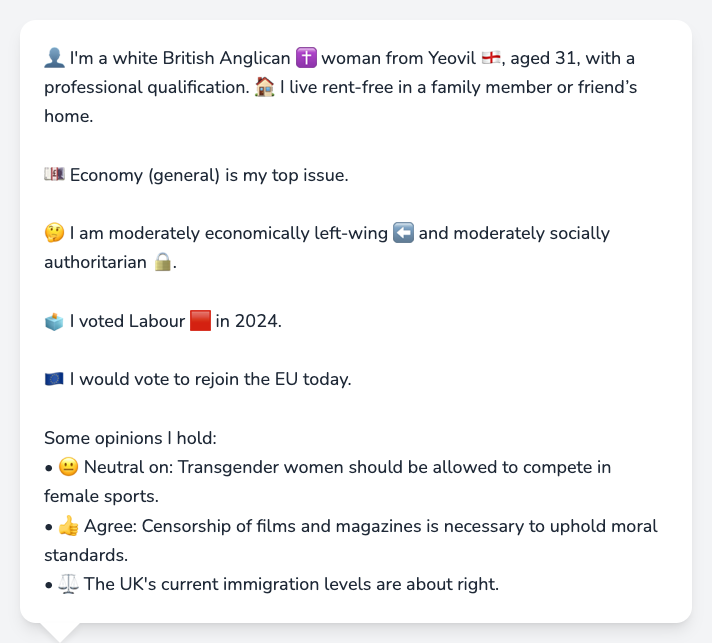 👤 I'm a white British Anglican ✝️ woman from Yeovil 🏴󠁧󠁢󠁥󠁮󠁧󠁿, aged 31, with a
professional qualification. 🏠 I live rent-free in a family member or friend’s
home.
💷 Economy (general) is my top issue.
🤔 I am moderately economically left-wing ⬅️ and moderately socially
authoritarian 🔒.
🗳️ I voted Labour 🟥 in 2024.
🇪🇺 I would vote to rejoin the EU today.
Some opinions I hold:
• 😐 Neutral on: Transgender women should be allowed to compete in
female sports.
• 👍 Agree: Censorship of films and magazines is necessary to uphold moral
standards.
• ⚖️ The UK's current immigration levels are about right.